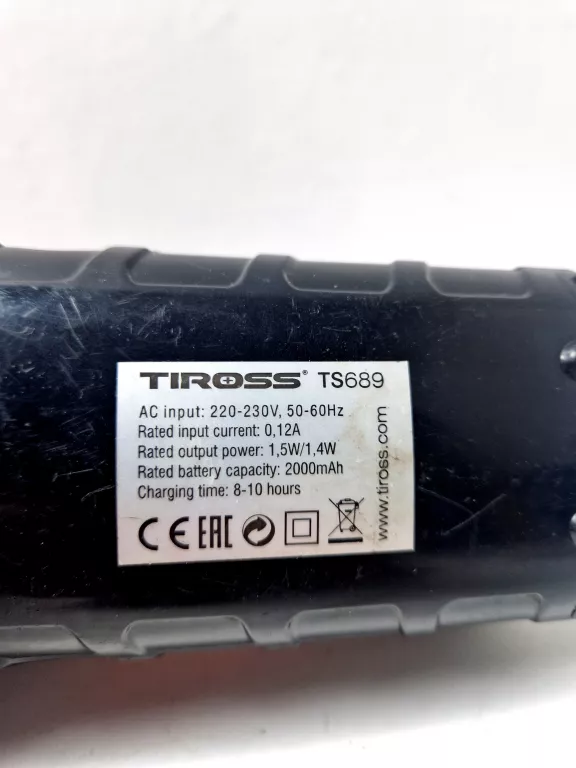 TIROSS® TS689
AC input: 220-230V, 50-60Hz
Rated input current: 0,12A
Rated output power: 1,5W/1,4W
Rated battery capacity: 2000mAh
Charging time: 8-10 hours
CE EAC
www.tiross.com